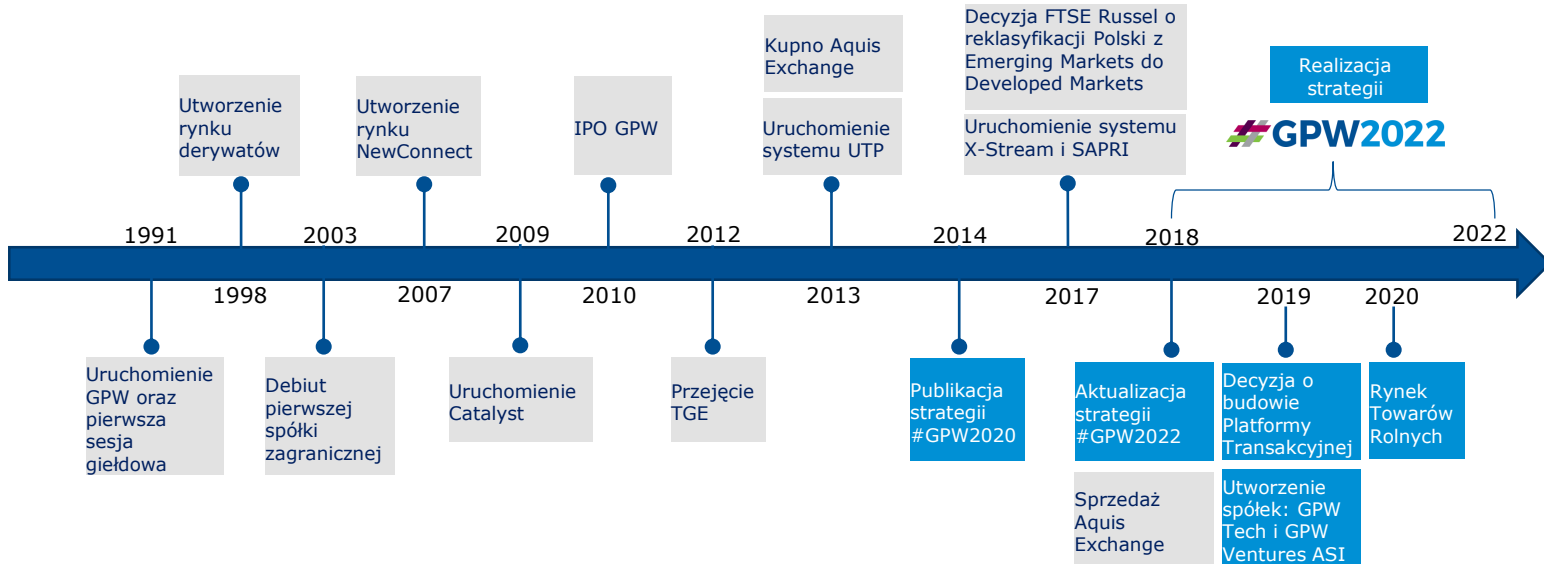 Utworzenie
rynku
derywatów
Utworzenie
rynku
NewConnect
IPO GPW
Kupno Aquis
Exchange
Uruchomienie
systemu UTP
Decyzja FTSE Russel o
reklasyfikacji Polski z
Emerging Markets do
Developed Markets
Uruchomienie systemu
X-Stream i SAPRI
Realizacja
strategii
#GPW2022
1991
2003
2009
2012
2014
2018
2022
1998
2007
2010
2013
2017
2019
2020
Uruchomienie
GPW oraz
pierwsza
sesja
giełdowa
Debiut
pierwszej
spółki
zagranicznej
Uruchomienie
Catalyst
Przejęcie
TGE
Publikacja
strategii
#GPW2020
Aktualizacja
strategii
#GPW2022
Sprzedaż
Aquis
Exchange
Decyzja o
budowie
Platformy
Transakcyjnej
Utworzenie
spółek: GPW
Tech i GPW
Ventures ASI
Rynek
Towarów
Rolnych